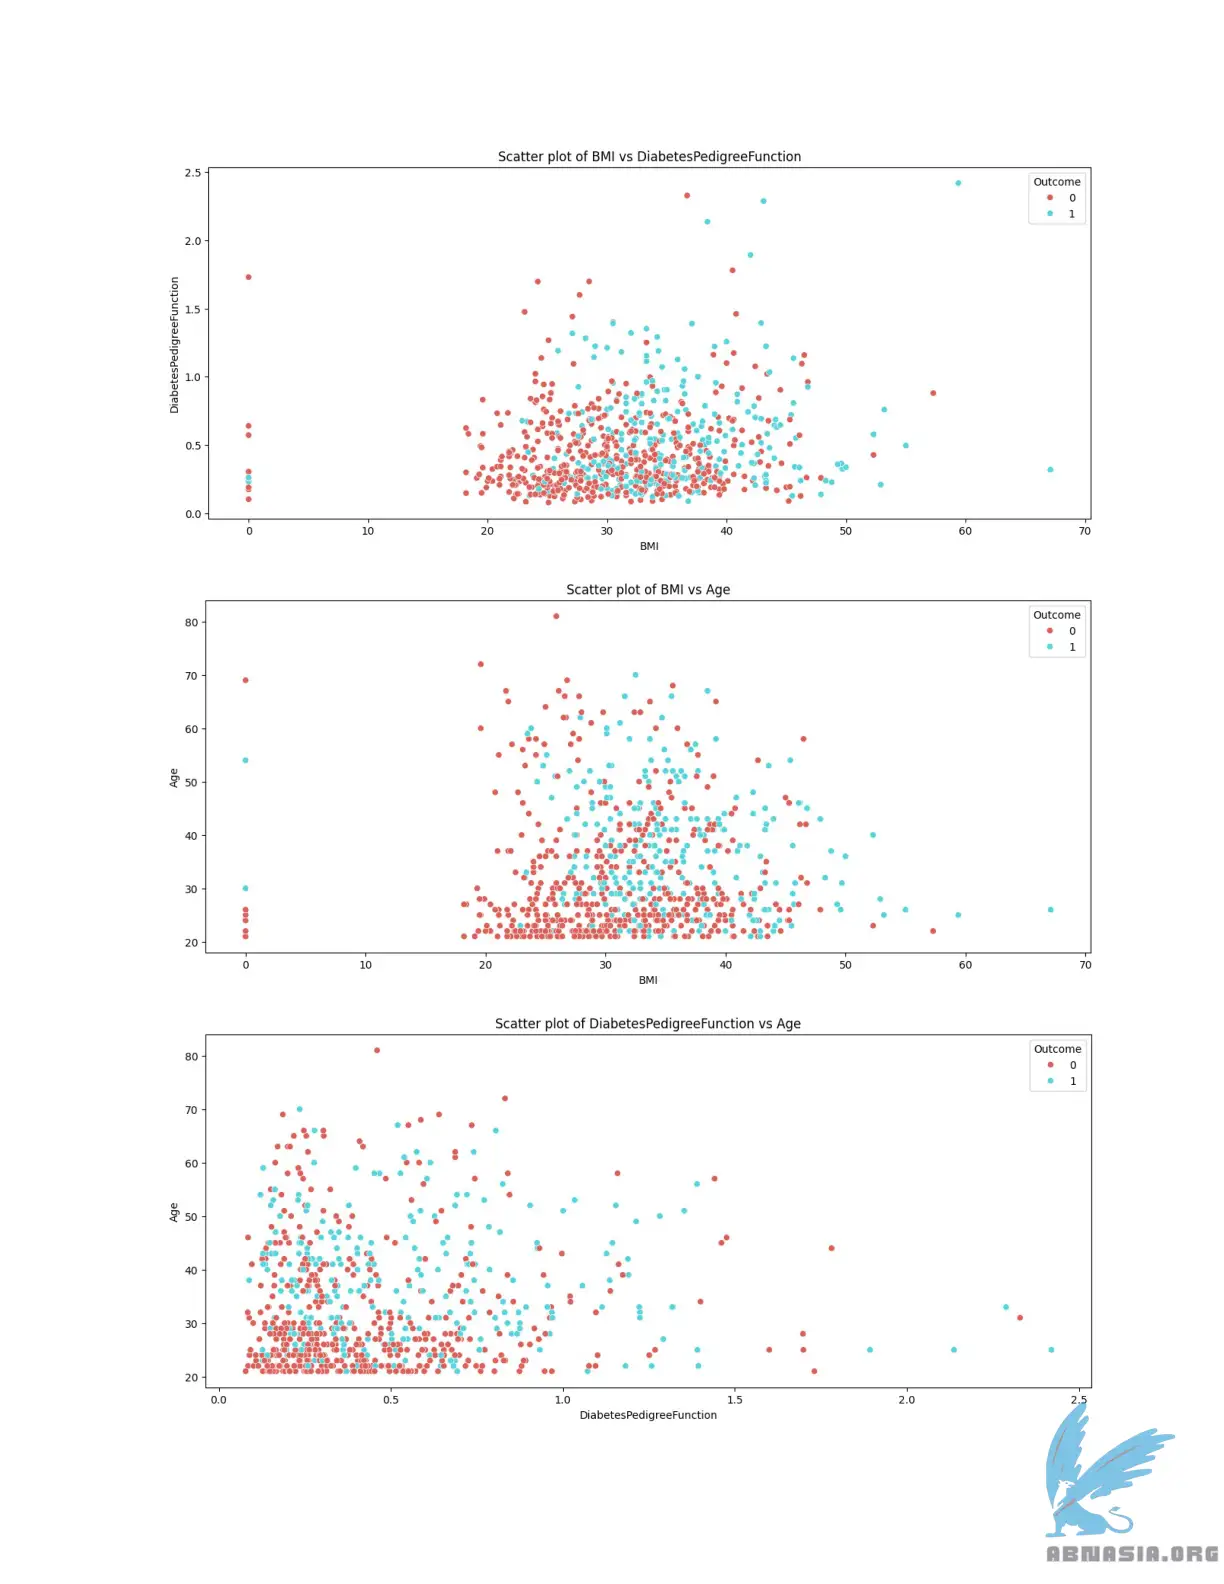 Scatter plot of BMI vs DiabetesPedigreeFunction
2.5
2.0
1.5
1.0
0.5
0.0
DiabetesPedigreeFunction
Outcome
0
1
0 10 20 30 40 50 60 70
BMI
Scatter plot of BMI vs Age
80
70
60
50
40
30
20
Age
Outcome
0
1
0 10 20 30 40 50 60 70
BMI
Scatter plot of DiabetesPedigreeFunction vs Age
80
70
60
50
40
30
20
Age
Outcome
0
1
0.0 0.5 1.0 1.5 2.0 2.5
DiabetesPedigreeFunction
ABNASIA.ORG